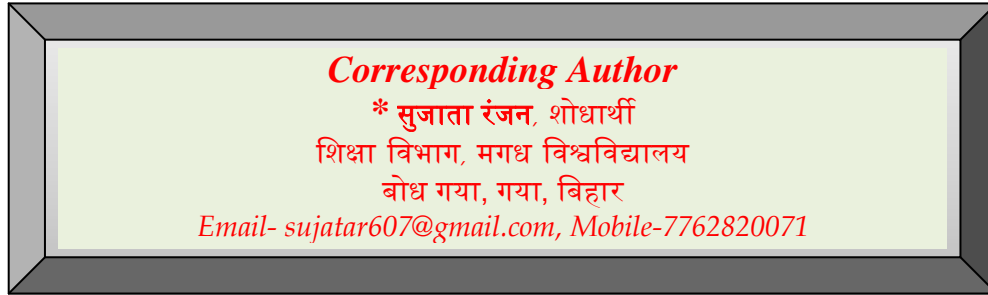 Corresponding Author
* सुजाता रंजन, शोधार्थी
शिक्षा विभाग, मगध विश्वविद्यालय
बोध गया, गया, बिहार
Email- sujatar607@gmail.com, Mobile-7762820071